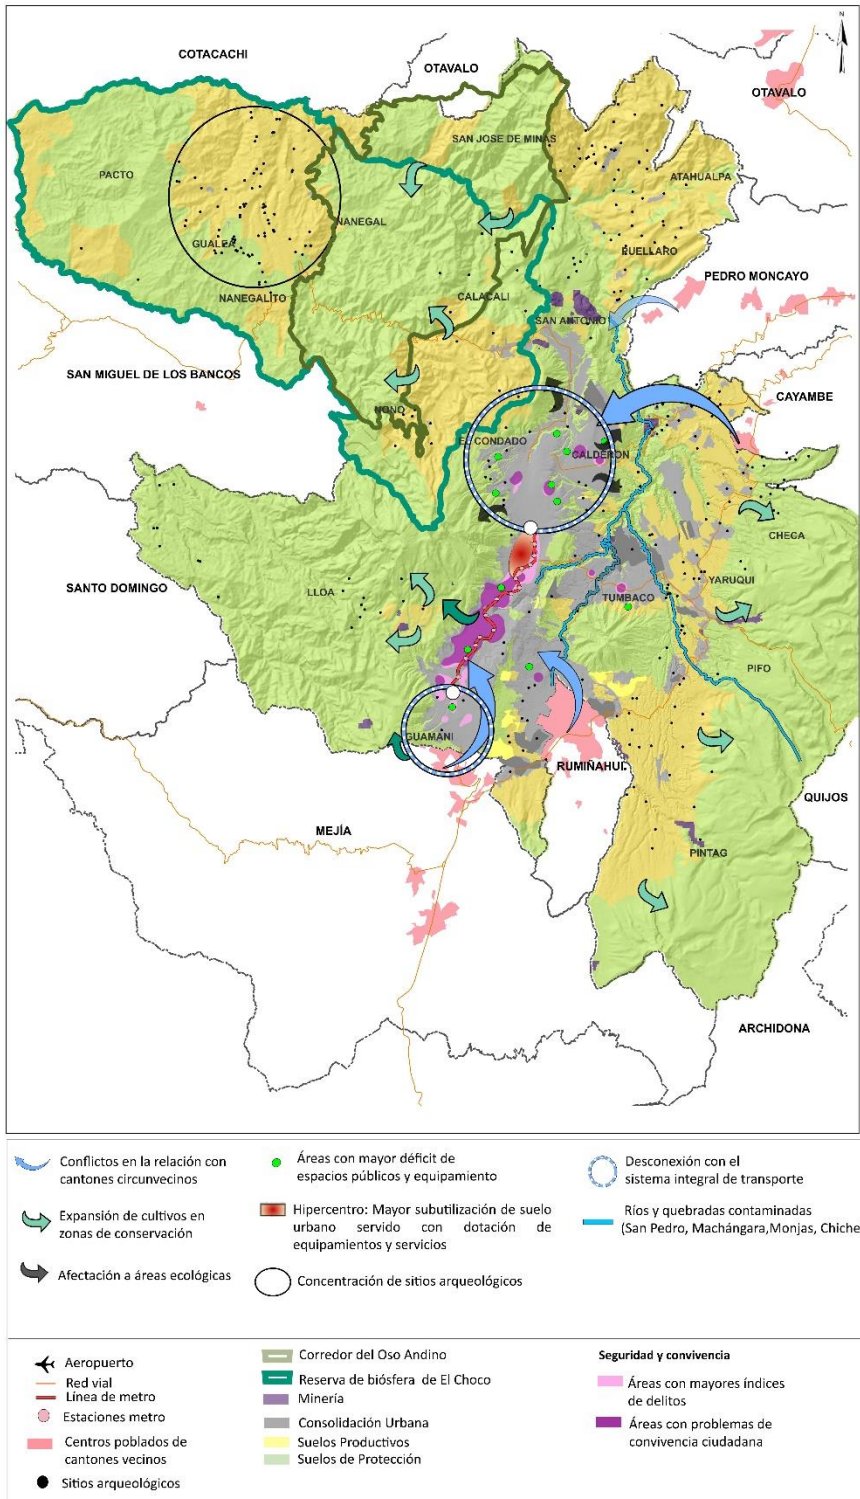 N
COTACACHI
OTAVALO
OTAVALO
SAN JOSE DE MINAS
PACTO
ATAHUALPA
NANEGAL
GUALEA
PUELLARO
PEDRO MONCAYO
NANEGALITO
CALACALI
SAN ANTONIO
SAN MIGUEL DE LOS BANCOS
CAYAMBE
NONO
EL CONDADO
CALDERON
CHECA
SANTO DOMINGO
LLOA
YARUQUI
TUMBACO
PIFO
GUAMANI
RUMIÑAHUI
QUIJOS
MEJÍA
PINTAG
ARCHIDONA
Conflictos en la relación con
cantones circunvecinos
Expansión de cultivos en
zonas de conservación
Afectación a áreas ecológicas
Áreas con mayor déficit de
espacios públicos y equipamiento
Hipercentro: Mayor subutilización de suelo
urbano servido con dotación de
equipamientos y servicios
Concentración de sitios arqueológicos
Desconexión con el
sistema integral de transporte
Ríos y quebradas contaminadas
(San Pedro, Machángara,Monjas, Chiche
Aeropuerto
Red vial
Línea de metro
Estaciones metro
Centros poblados de
cantones vecinos
Sitios arqueológicos
Corredor del Oso Andino
Reserva de biósfera de El Choco
Minería
Consolidación Urbana
Suelos Productivos
Suelos de Protección
Seguridad y convivencia
Áreas con mayores índices
de delitos
Áreas con problemas de
convivencia ciudadana